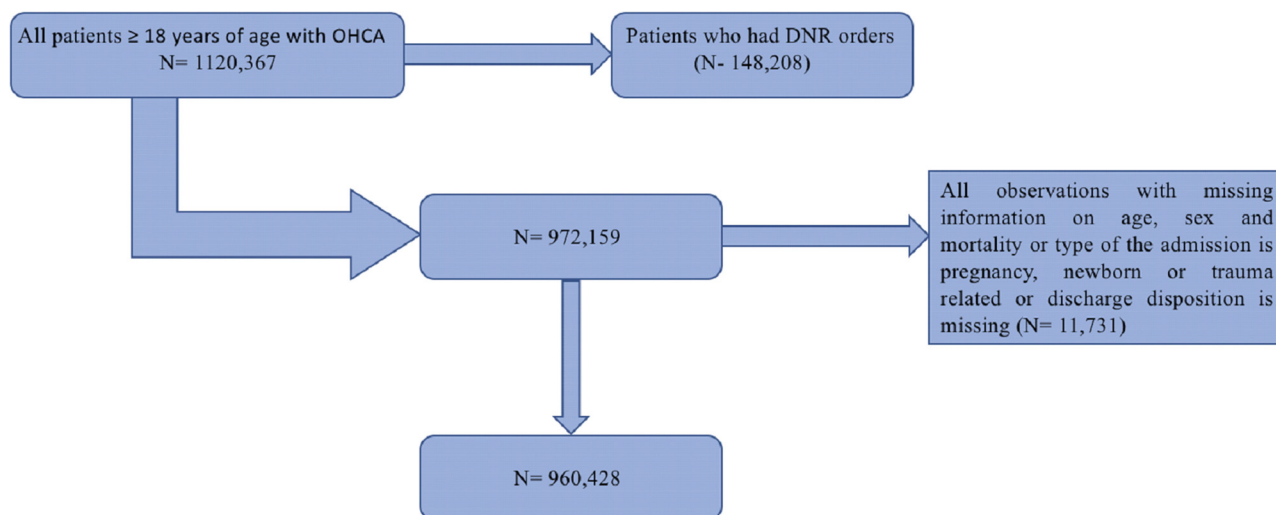 All patients ≥ 18 years of age with OHCA
N= 1120,367
Patients who had DNR orders
(N- 148,208)
N= 972,159
All observations with missing
information on age, sex and
mortality or type of the admission is
pregnancy, newborn or trauma
related or discharge disposition is
missing (N= 11,731)
N= 960,428